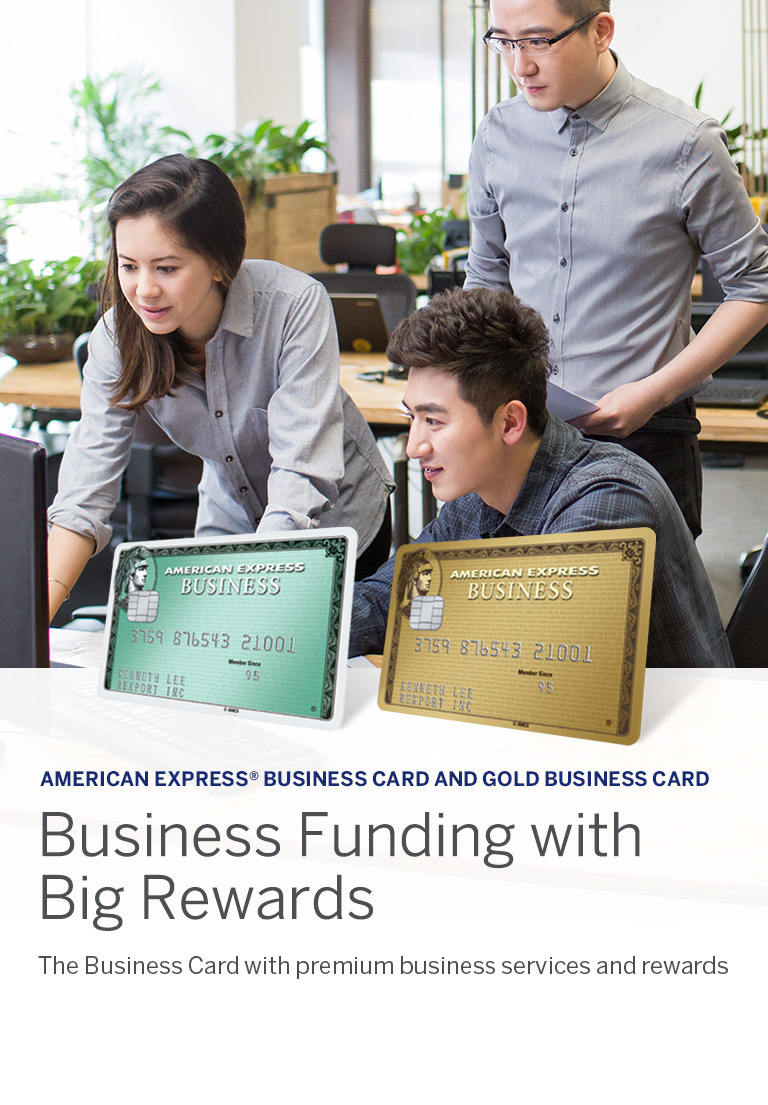 AMERICAN EXPRESS
BUSINESS
3759 876543 21001
Member Since
95
KENNETH LEE
REXPORT INC
© AMEX
®
AMERICAN EXPRESS
BUSINESS
3759 876543 21001
Member Since
95
KENNETH LEE
REXPORT INC
© AMEX
®
AMERICAN EXPRESS® BUSINESS CARD AND GOLD BUSINESS CARD
Business Funding with
Big Rewards
The Business Card with premium business services and rewards